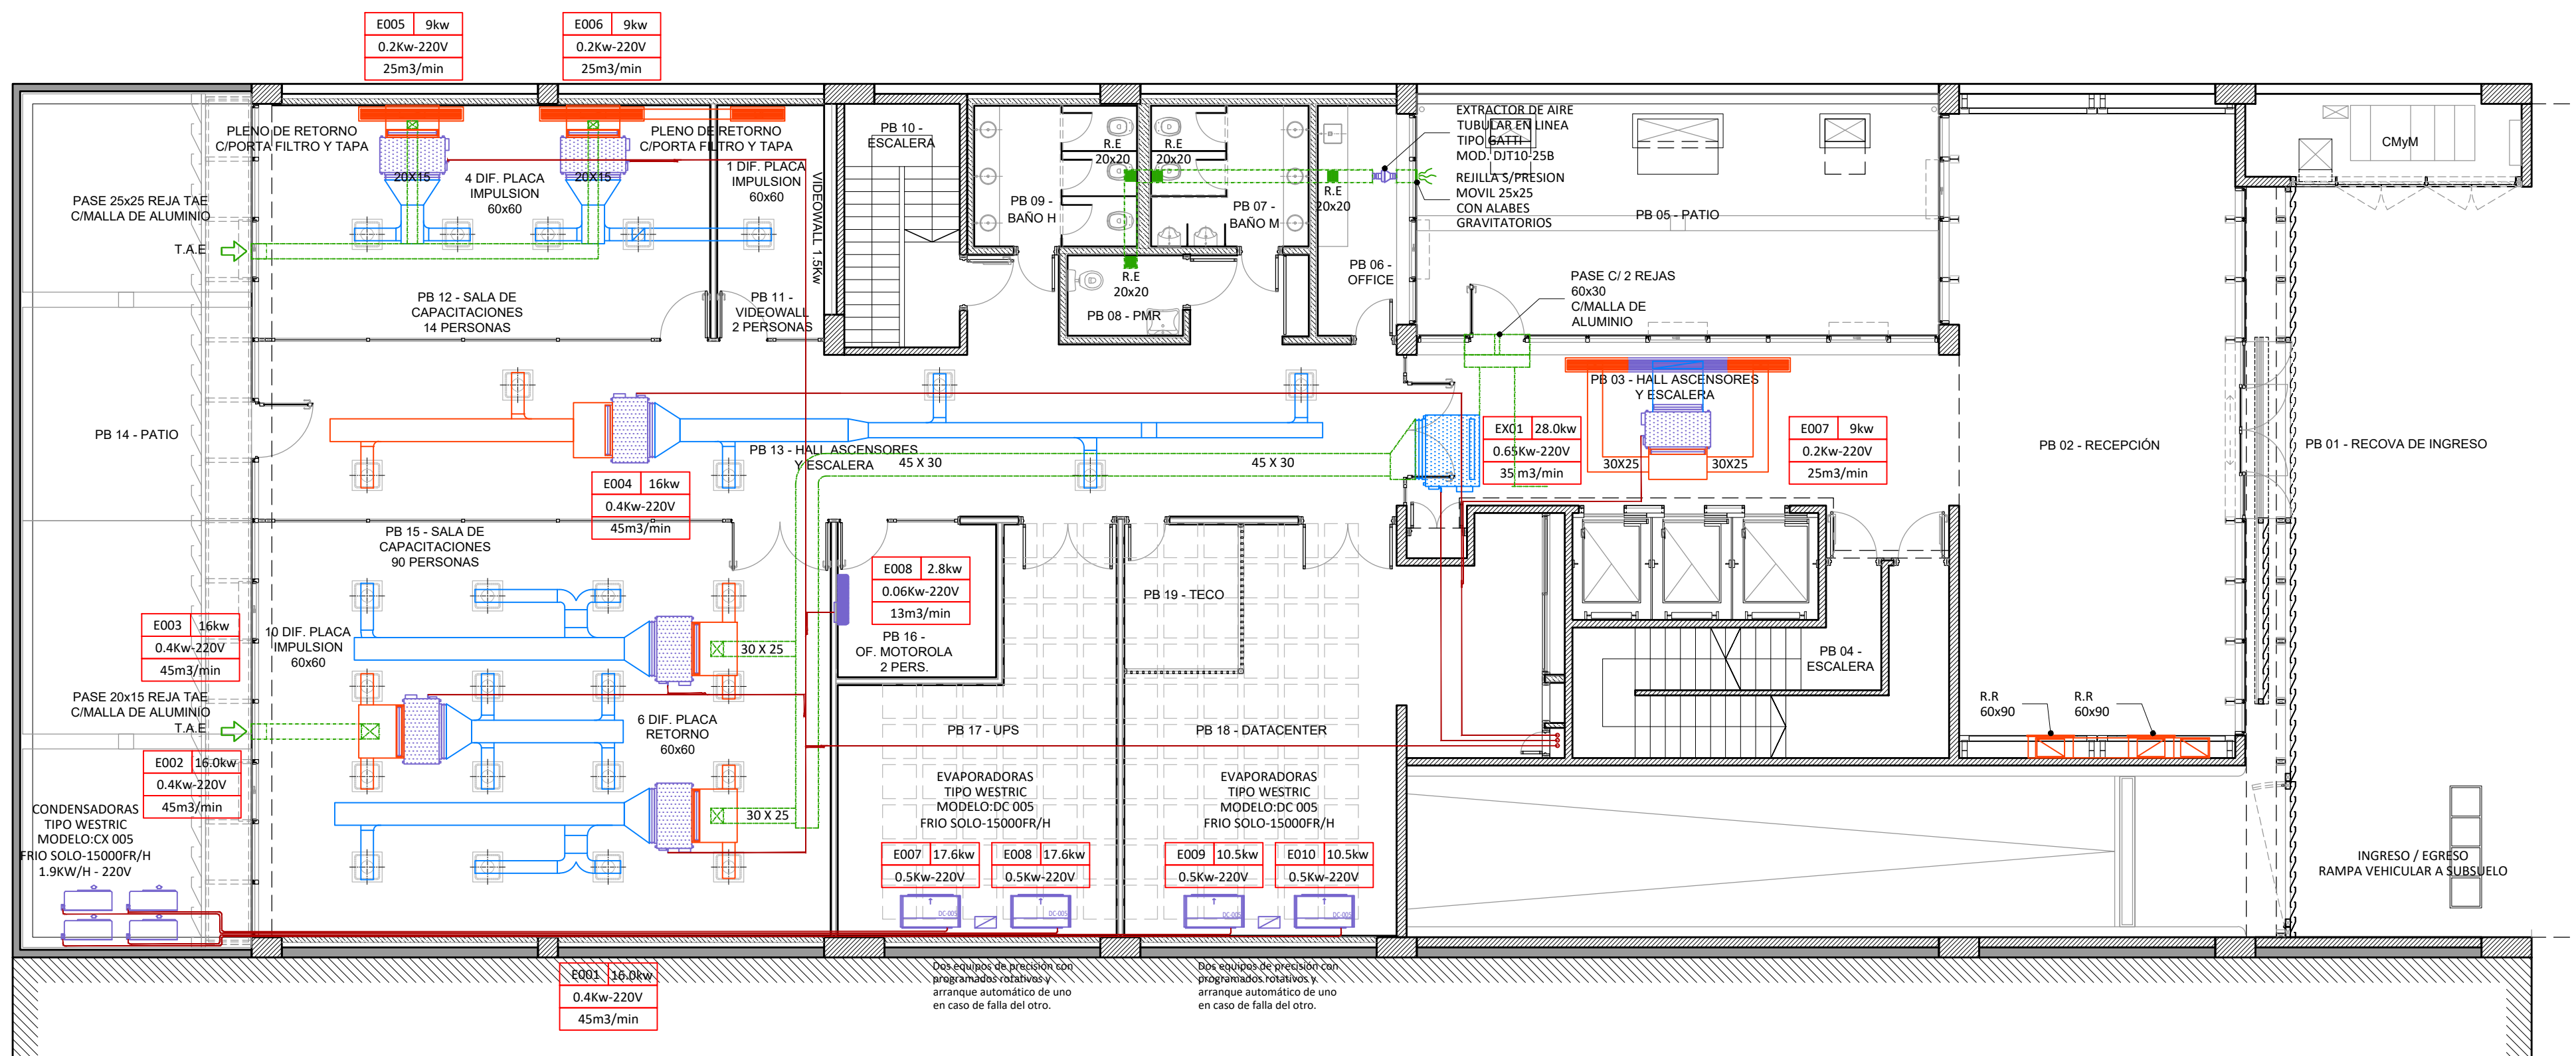 E005 9kw
0.2Kw-220V
25m3/min
E006 9kw
0.2Kw-220V
25m3/min
PLENO DE RETORNO
C/PORTA FILTRO Y TAPA
PLENO DE RETORNO
C/PORTA FILTRO Y TAPA
20X15
20X15
4 DIF. PLACA
IMPULSION
60x60
1 DIF. PLACA
IMPULSION
60x60
VIDEOWALL 1.5Kw
PASE 25x25 REJA TAE
C/MALLA DE ALUMINIO
T.A.E
PB 12 - SALA DE
CAPACITACIONES
14 PERSONAS
PB 11 -
VIDEOWALL
2 PERSONAS
PB 10 -
ESCALERA
PB 09 -
BAÑO H
R.E
20x20
R.E
20x20
PB 07 -
BAÑO M
R.E
20x20
R.E
20x20
PB 08 - PMR
PB 06 -
OFFICE
EXTRACTOR DE AIRE
TUBULAR EN LINEA
TIPO GATTI
MOD. DJT10-25B
REJILLA S/PRESION
MOVIL 25x25
CON ALABES
GRAVITATORIOS
PB 05 - PATIO
PASE C/ 2 REJAS
60x30
C/MALLA DE
ALUMINIO
CMyM
PB 14 - PATIO
PB 13 - HALL ASCENSORES
Y ESCALERA
45 X 30
45 X 30
E004 16kw
0.4Kw-220V
45m3/min
EX01 28.0kw
0.65Kw-220V
35 m3/min
PB 03 - HALL ASCENSORES
Y ESCALERA
30X25
30X25
E007 9kw
0.2Kw-220V
25m3/min
PB 02 - RECEPCIÓN
PB 01 - RECOVA DE INGRESO
PB 15 - SALA DE
CAPACITACIONES
90 PERSONAS
E003 16kw
0.4Kw-220V
45m3/min
10 DIF. PLACA
IMPULSION
60x60
30 X 25
E008 2.8kw
0.06Kw-220V
13m3/min
PB 16 -
OF. MOTOROLA
2 PERS.
PB 19 - TECO
PB 04 -
ESCALERA
PASE 20x15 REJA TAE
C/MALLA DE ALUMINIO
T.A.E
6 DIF. PLACA
RETORNO
60x60
PB 17 - UPS
PB 18 - DATACENTER
R.R
60x90
R.R
60x90
E002 16.0kw
0.4Kw-220V
45m3/min
CONDENSADORAS
TIPO WESTRIC
MODELO:CX 005
FRIO SOLO-15000FR/H
1.9KW/H - 220V
30 X 25
EVAPORADORAS
TIPO WESTRIC
MODELO:DC 005
FRIO SOLO-15000FR/H
EVAPORADORAS
TIPO WESTRIC
MODELO:DC 005
FRIO SOLO-15000FR/H
E007 17.6kw
0.5Kw-220V
E008 17.6kw
0.5Kw-220V
E009 10.5kw
0.5Kw-220V
E010 10.5kw
0.5Kw-220V
DC-005
DC-005
DC-005
DC-005
INGRESO / EGRESO
RAMPA VEHICULAR A SUBSUELO
E001 16.0kw
0.4Kw-220V
45m3/min
Dos equipos de precisión con
programados rotativos y
arranque automático de uno
en caso de falla del otro.
Dos equipos de precisión con
programados rotativos y
arranque automático de uno
en caso de falla del otro.